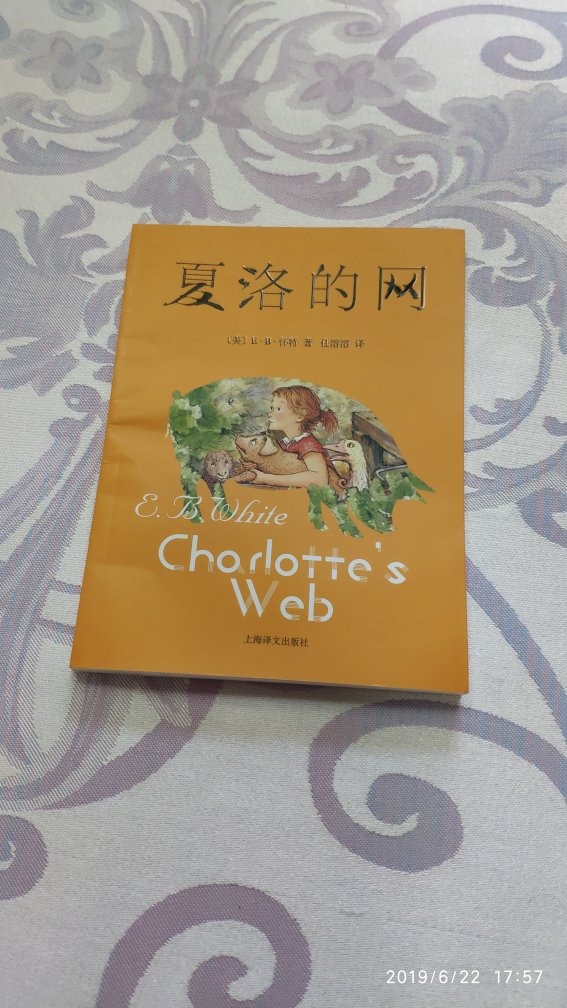 夏洛的网
〔美〕E·B·怀特 著 任溶溶 译
E. B. White
Charlotte's
Web
上海译文出版社
2019/6/22 17:57